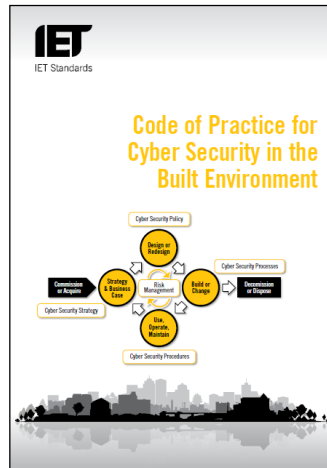 IET
IET Standards
Code of Practice for
Cyber Security in the
Built Environment
Cyber Security Policy
Design or
Redesign
Cyber Security Processes
Commission
or Acquire
Strategy
& Business
Case
Risk
Management
Build or
Change
Decommission
or Dispose
Cyber Security Strategy
Use,
Operate,
Maintain
Cyber Security Procedures